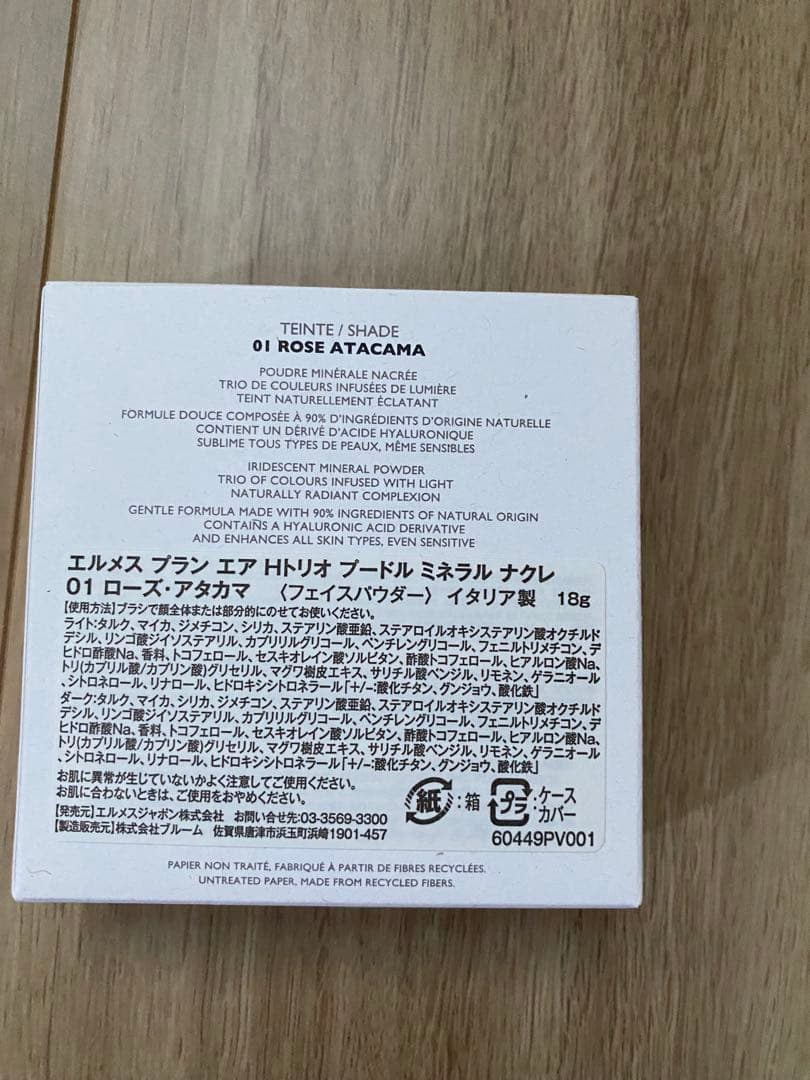 TEINTE / SHADE
01 ROSE ATACAMA
POUDRE MINÉRALE NACRÉE
TRIO DE COULEURS INFUSÉES DE LUMIÈRE
TEINT NATURELLEMENT ÉCLATANT
FORMULE DOUCE COMPOSÉE À 90% D'INGRÉDIENTS D'ORIGINE NATURELLE
CONTIENT UN DÉRIVÉ D'ACIDE HYALURONIQUE
SUBLIME TOUS TYPES DE PEAUX, MÊME SENSIBLES
IRIDESCENT MINERAL POWDER
TRIO OF COLOURS INFUSED WITH LIGHT
NATURALLY RADIANT COMPLEXION
GENTLE FORMULA MADE WITH 90% INGREDIENTS OF NATURAL ORIGIN
CONTAINS A HYALURONIC ACID DERIVATIVE
AND ENHANCES ALL SKIN TYPES, EVEN SENSITIVE
エルメス プラン エア Hトリオ プードル ミネラル ナクレ
01 ローズ・アタカマ 〈フェイスパウダー〉 イタリア製 18g
【使用方法】ブラシで顔全体または部分的にのせてお使いください。
ライト:タルク、マイカ、ジメチコン、シリカ、ステアリン酸亜鉛、ステアロイルオキシステアリン酸オクチルド
デシル、リンゴ酸ジイソステアリル、カプリリルグリコール、ペンチレングリコール、フェニルトリメチコン、デ
ヒドロ酢酸Na、香料、トコフェロール、セスキオレイン酸ソルビタン、酢酸トコフェロール、ヒアルロン酸Na、
トリ(カプリル酸/カプリン酸)グリセリル、マグワ樹皮エキス、サリチル酸ベンジル、リモネン、ゲラニオール
、シトロネロール、リナロール、ヒドロキシシトロネラール「+/-:酸化チタン、グンジョウ、酸化鉄」
ダーク:タルク、マイカ、シリカ、ジメチコン、ステアリン酸亜鉛、ステアロイルオキシステアリン酸オクチルド
デシル、リンゴ酸ジイソステアリル、カプリリルグリコール、ペンチレングリコール、フェニルトリメチコン、デ
ヒドロ酢酸Na、香料、トコフェロール、セスキオレイン酸ソルビタン、酢酸トコフェロール、ヒアルロン酸Na、
トリ(カプリル酸/カプリン酸)グリセリル、マグワ樹皮エキス、サリチル酸ベンジル、リモネン、ゲラニオール
、シトロネロール、リナロール、ヒドロキシシトロネラール「+/-:酸化チタン、グンジョウ、酸化鉄」
お肌に異常が生じていないかよく注意してご使用ください。
お肌に合わないときは、ご使用をおやめください。
紙:箱 プラ:ケース カバー
【発売元】エルメスジャポン株式会社 お問い合せ先:03-3569-3300
【製造販売元】株式会社ブルーム 佐賀県唐津市浜玉町浜崎1901-457
60449PV001
PAPIER NON TRAITÉ, FABRIQUÉ À PARTIR DE FIBRES RECYCLÉES.
UNTREATED PAPER, MADE FROM RECYCLED FIBERS.